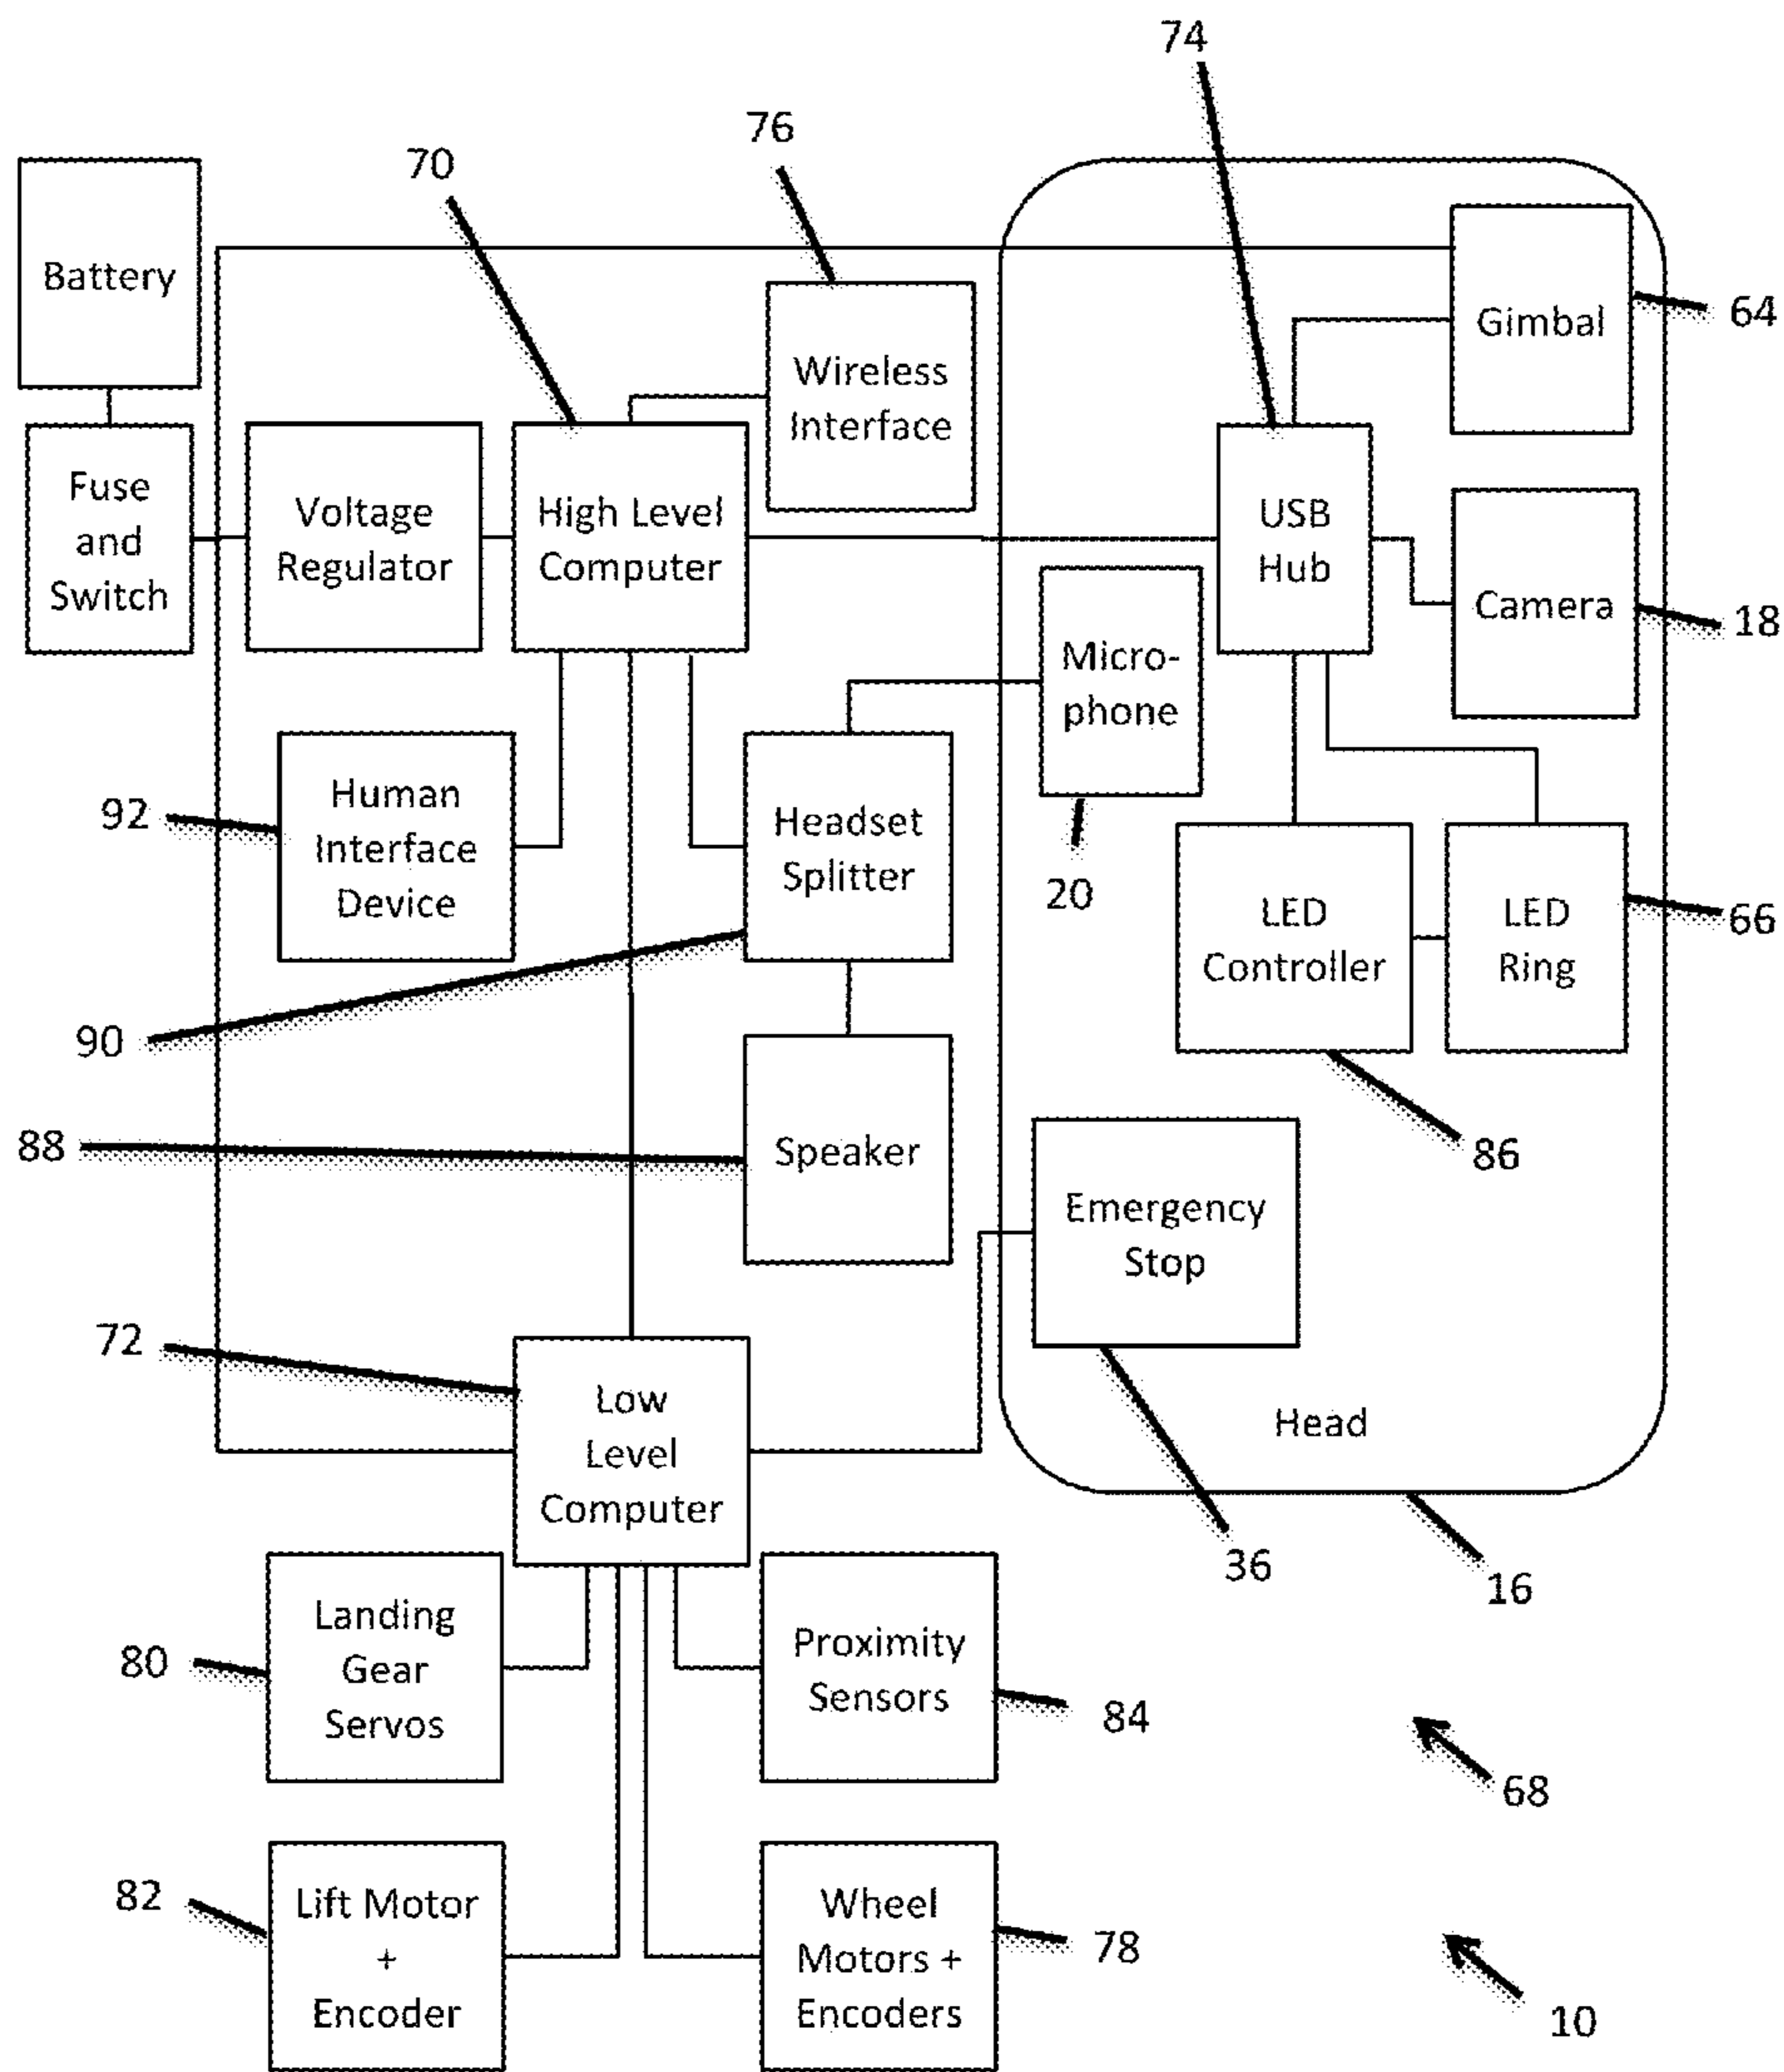 74
76
70
Battery
Gimbal
64
Wireless
Interface
Fuse
and
Switch
Voltage
Regulator
High Level
Computer
USB
Hub
Camera
18
Micro-
phone
20
92
Human
Interface
Device
Headset
Splitter
LED
Controller
LED
Ring
66
90
88
Speaker
86
Emergency
Stop
72
Low
Level
Computer
Head
36
16
80
Landing
Gear
Servos
Proximity
Sensors
84
68
82
Lift Motor
+
Encoder
Wheel
Motors +
Encoders
78
10